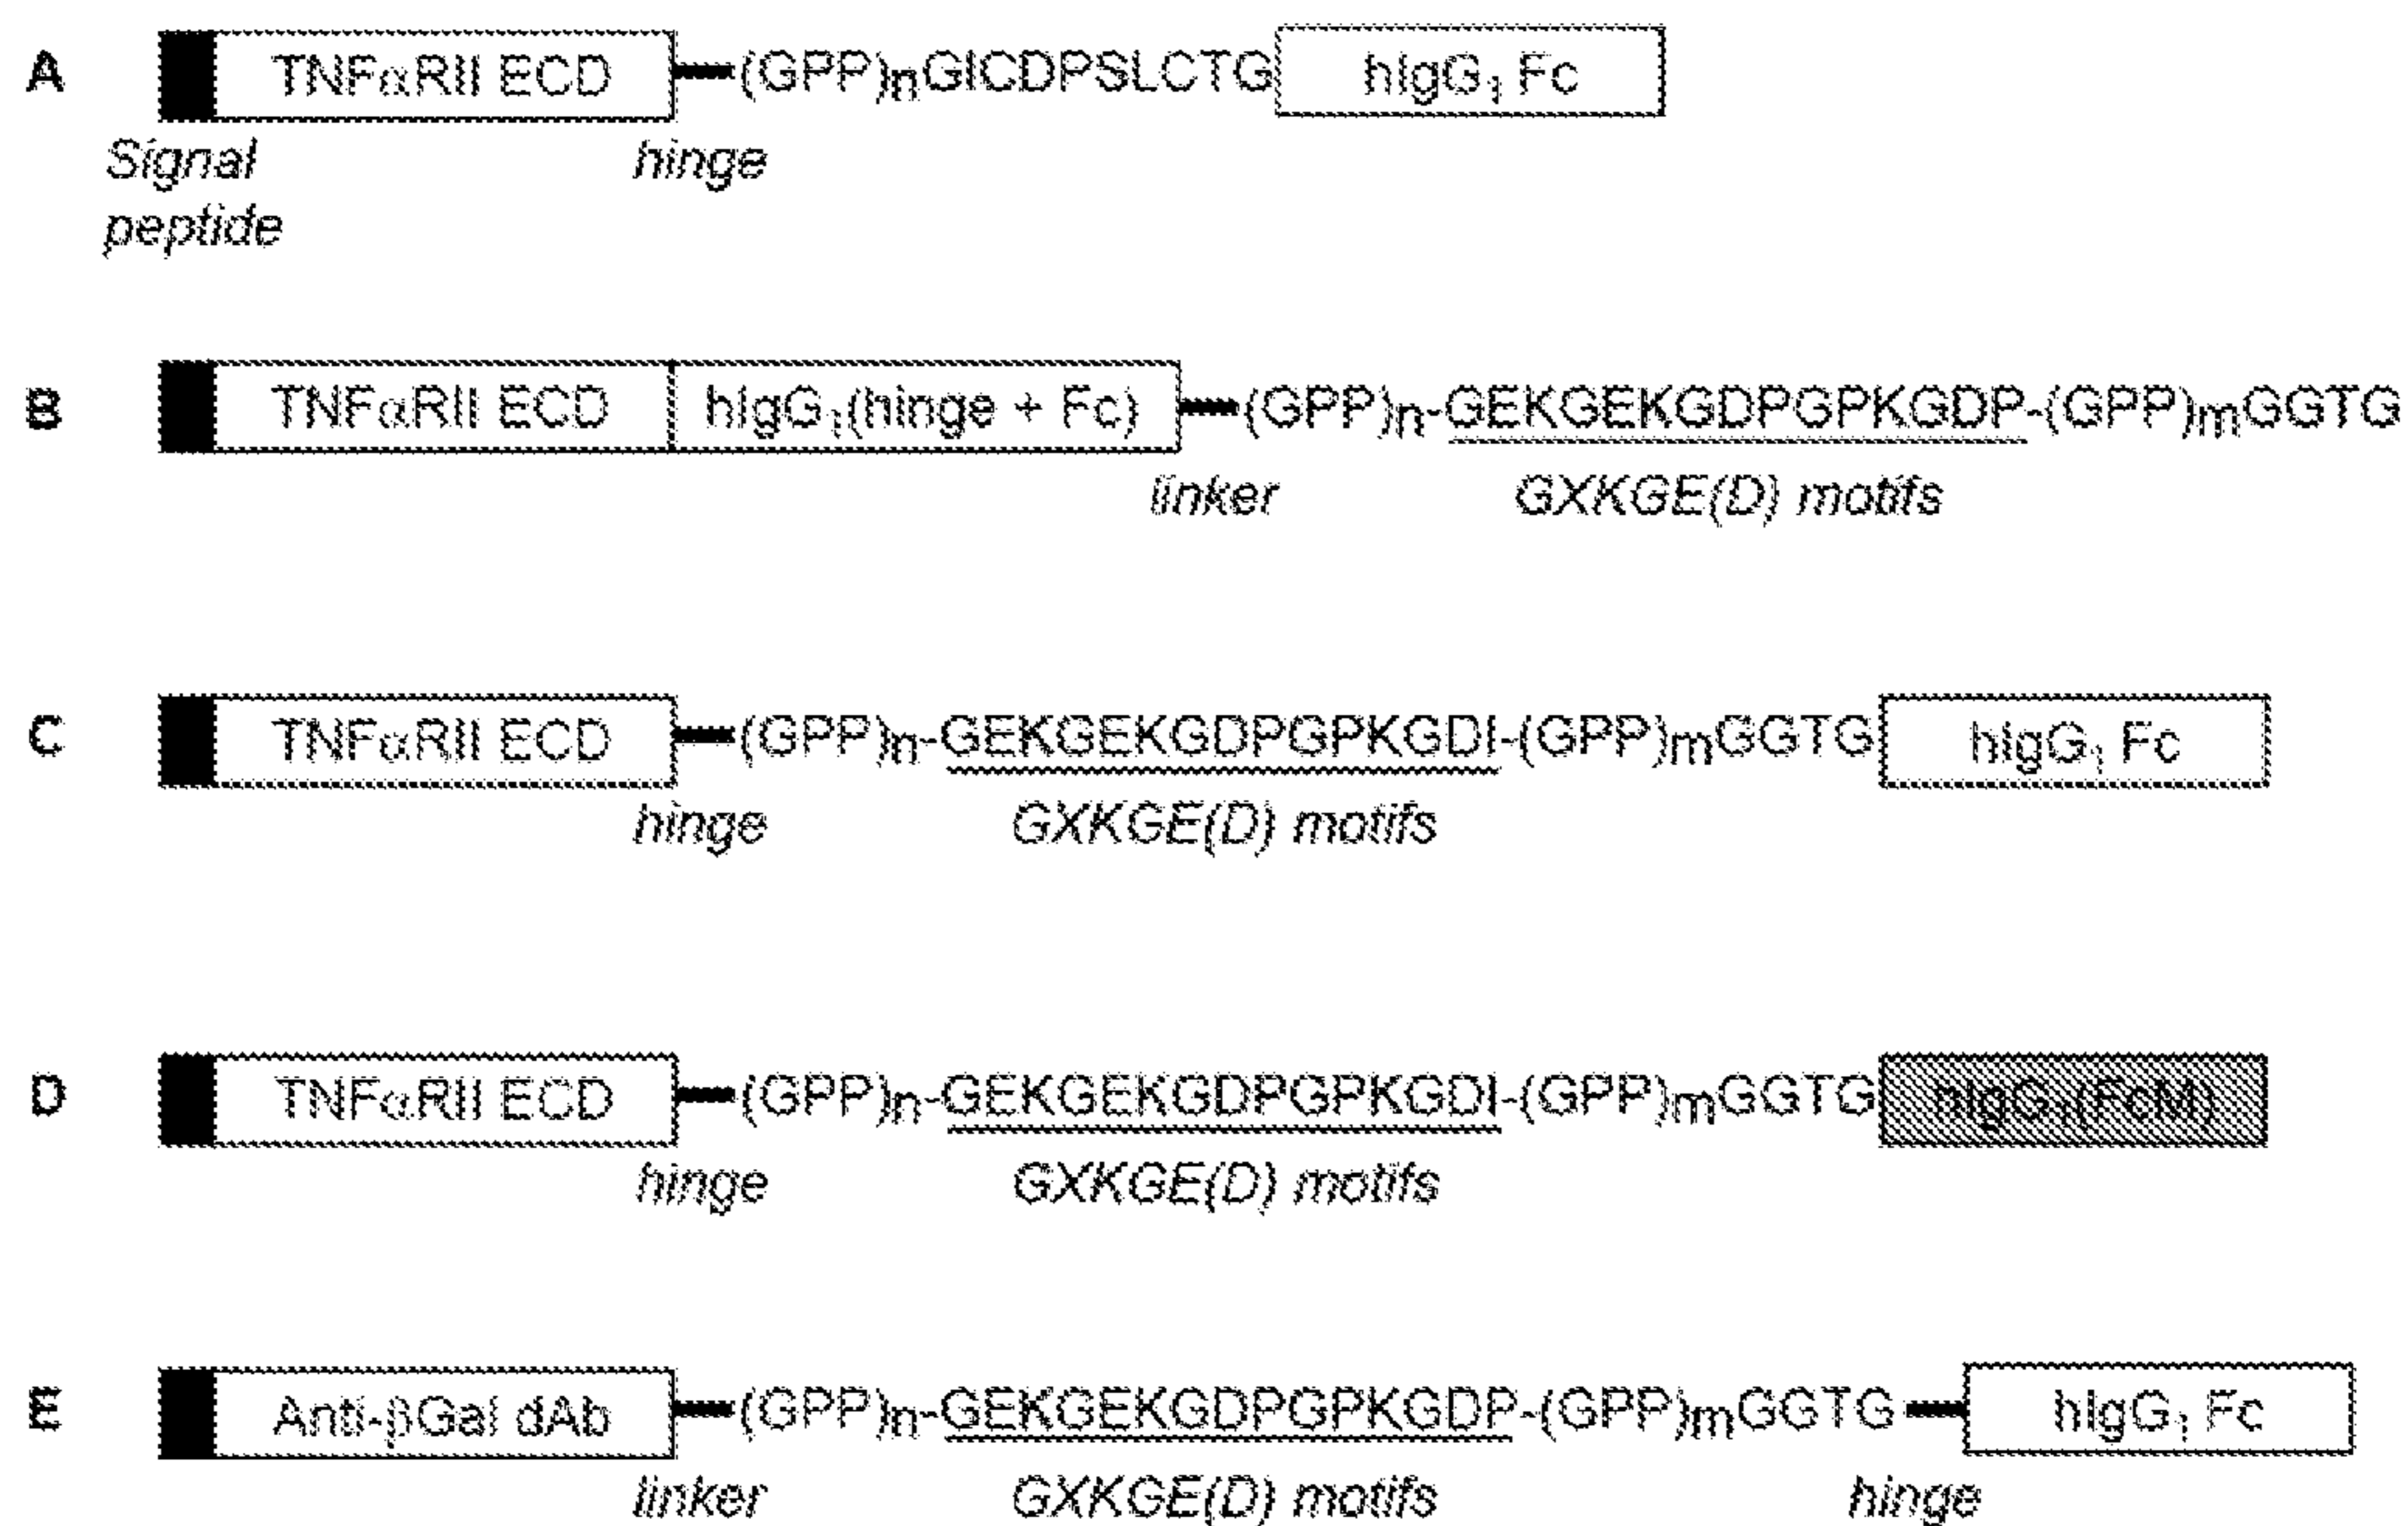 A TNFαRII ECD (GPP)nGICDPSLCTG hIgG1 Fc
Signal hinge
peptide
B TNFαRII ECD hIgG1(hinge + Fc) (GPP)n-GEKGEKGDPGPKGDP-(GPP)mGGTG
linker GXKGE(D) motifs
C TNFαRII ECD (GPP)n-GEKGEKGDPGPKGDI-(GPP)mGGTG hIgG1 Fc
hinge GXKGE(D) motifs
D TNFαRII ECD (GPP)n-GEKGEKGDPGPKGDI-(GPP)mGGTG hIgG1(FcM)
hinge GXKGE(D) motifs
E Anti-βGal dAb (GPP)n-GEKGEKGDPGPKGDP-(GPP)mGGTG hIgG1 Fc
linker GXKGE(D) motifs hinge